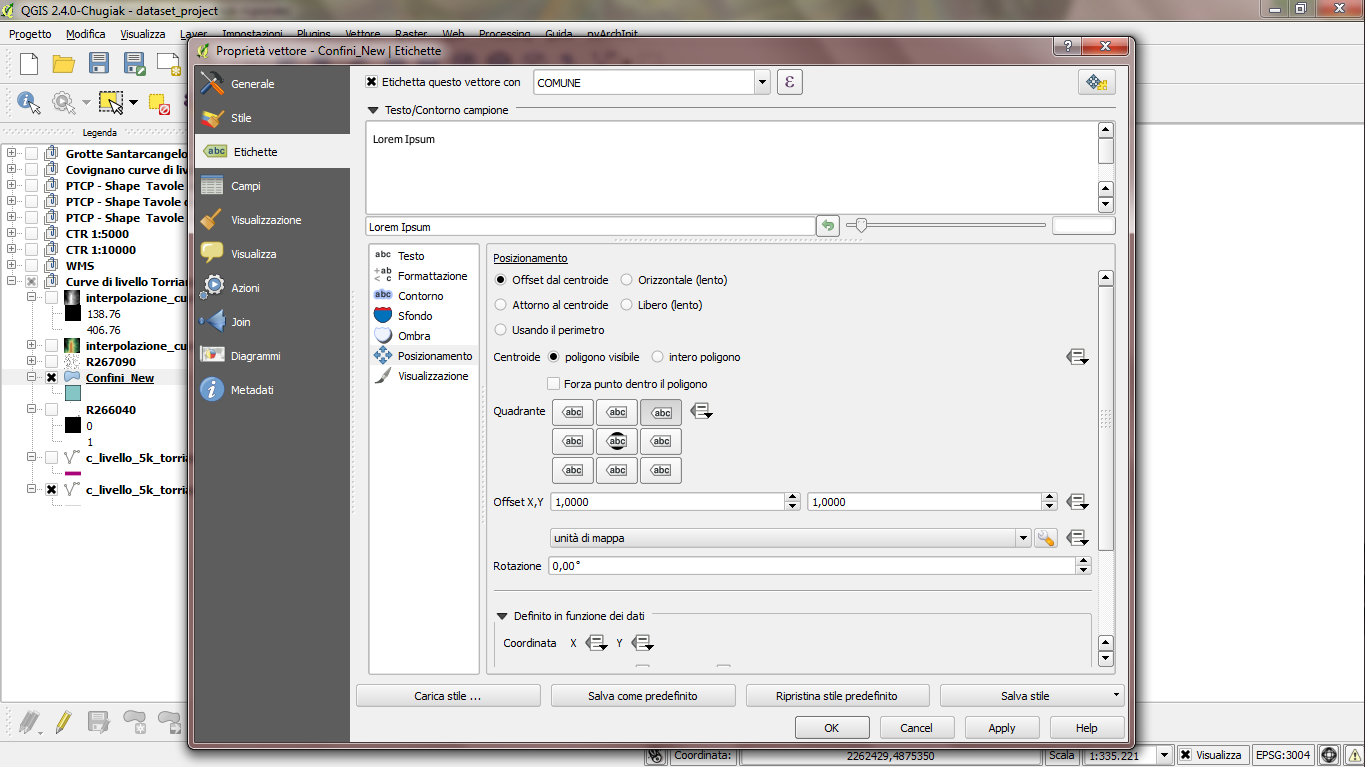 QGIS 2.4.0-Chugiak - dataset_project
Progetto Modifica Visualizza Layer Impostazioni Plugins Vettore Raster Web Processing Guida pyArchInit
Proprietà vettore - Confini_New | Etichette
Legenda
Grotte Santarcangelo
Covignano curve di liv
PTCP - Shape Tavole
PTCP - Shape Tavole
PTCP - Shape Tavole
CTR 1:5000
CTR 1:10000
WMS
Curve di livello Torria
interpolazione_cu
138.76
406.76
interpolazione_cu
R267090
Confini_New
R266040
0
1
c_livello_5k_torria
c_livello_5k_torria
Generale
Stile
abc Etichette
Campi
Visualizzazione
Visualizza
Azioni
Join
Diagrammi
Metadati
Etichetta questo vettore con COMUNE ε
Testo/Contorno campione
Lorem Ipsum
Lorem Ipsum
abc Testo
+ab < c Formattazione
abc Contorno
Sfondo
Ombra
Posizionamento
Visualizzazione
Posizionamento
Offset dal centroide Orizzontale (lento)
Attorno al centroide Libero (lento)
Usando il perimetro
Centroide poligono visibile intero poligono
Forza punto dentro il poligono
Quadrante abc abc abc
abc abc abc
abc abc abc
Offset X,Y 1,0000 1,0000
unità di mappa
Rotazione 0,00°
Definito in funzione dei dati
Coordinata X Y
Carica stile ... Salva come predefinito Ripristina stile predefinito Salva stile
OK Cancel Apply Help
Coordinata: 2262429,4875350 Scala 1:335.221 Visualizza EPSG:3004